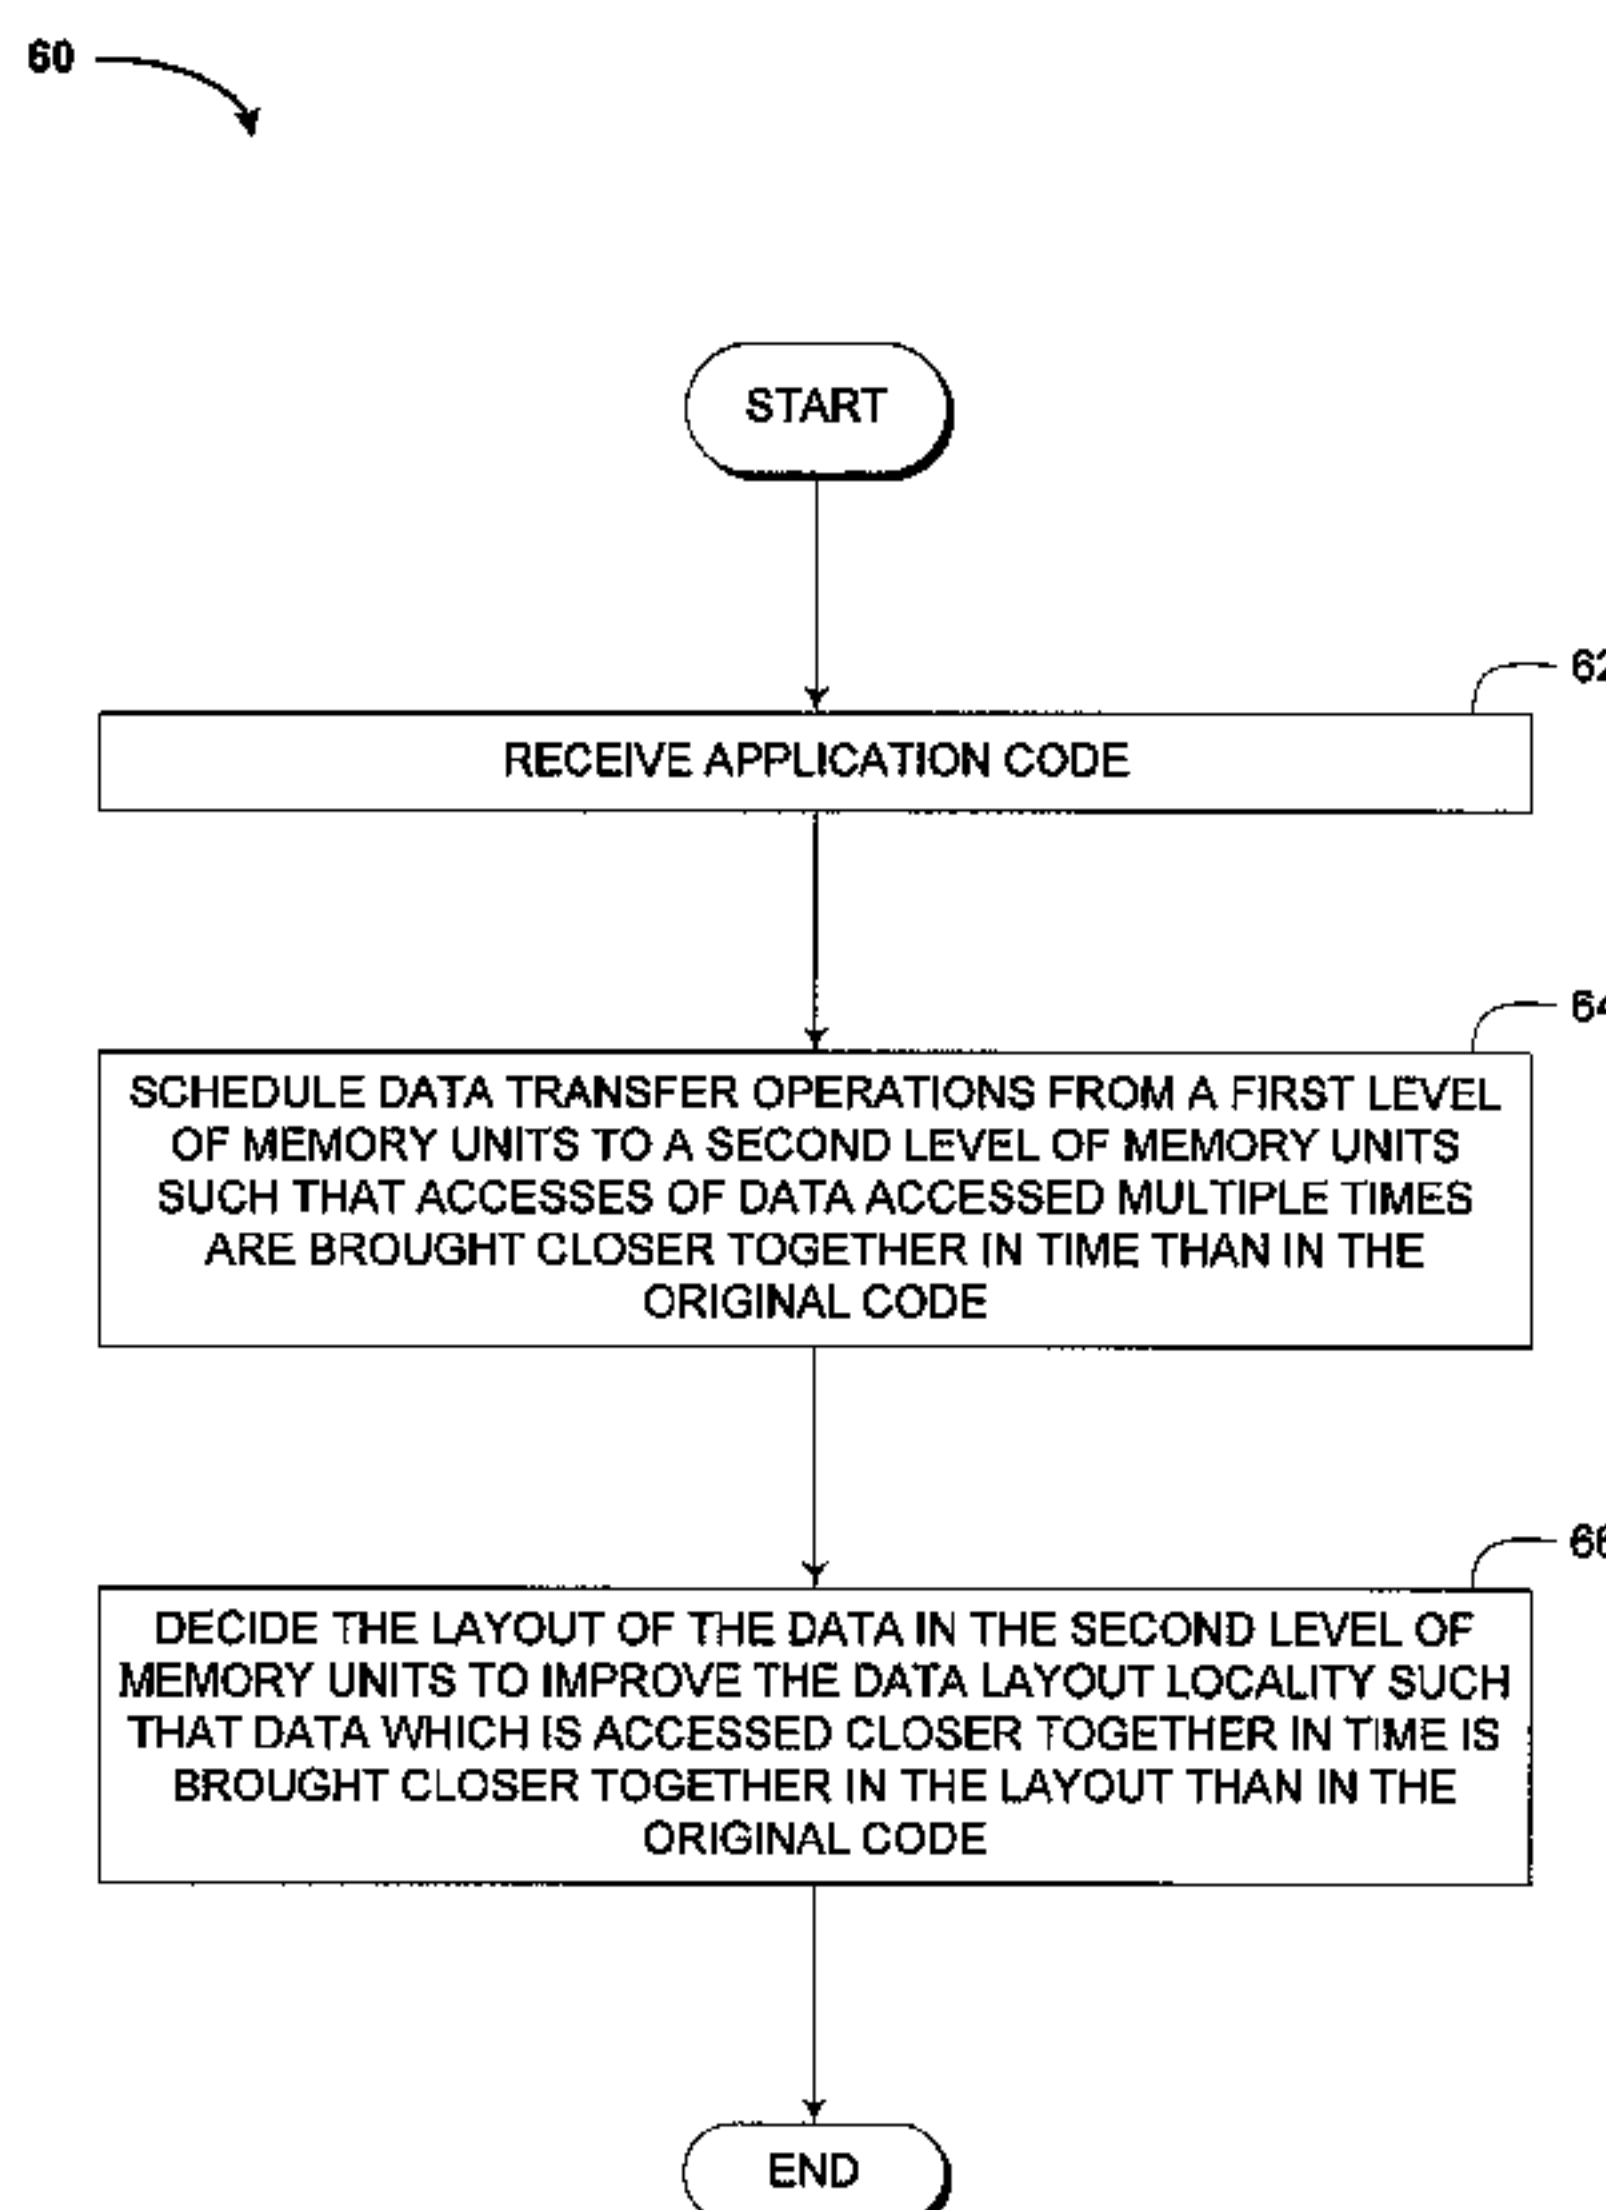 60
START
62
RECEIVE APPLICATION CODE
64
SCHEDULE DATA TRANSFER OPERATIONS FROM A FIRST LEVEL
OF MEMORY UNITS TO A SECOND LEVEL OF MEMORY UNITS
SUCH THAT ACCESSES OF DATA ACCESSED MULTIPLE TIMES
ARE BROUGHT CLOSER TOGETHER IN TIME THAN IN THE
ORIGINAL CODE
66
DECIDE THE LAYOUT OF THE DATA IN THE SECOND LEVEL OF
MEMORY UNITS TO IMPROVE THE DATA LAYOUT LOCALITY SUCH
THAT DATA WHICH IS ACCESSED CLOSER TOGETHER IN TIME IS
BROUGHT CLOSER TOGETHER IN THE LAYOUT THAN IN THE
ORIGINAL CODE
END